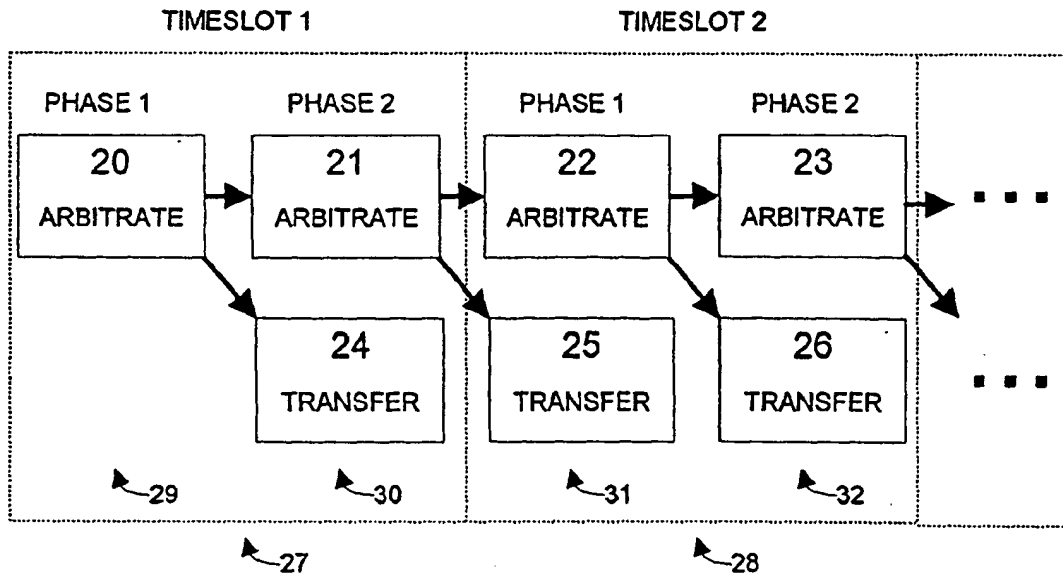 TIMESLOT 1 TIMESLOT 2
PHASE 1 PHASE 2 PHASE 1 PHASE 2
20 21 22 23
ARBITRATE ARBITRATE ARBITRATE ARBITRATE
24 25 26
TRANSFER TRANSFER TRANSFER
29 30 31 32
27 28